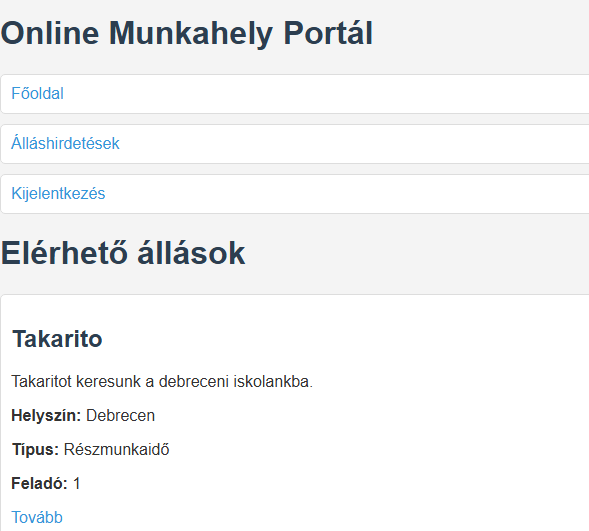 Online Munkahely Portál
Főoldal
Álláshirdetések
Kijelentkezés
Elérhető állások
Takarito
Takaritot keresunk a debreceni iskolankba.
Helyszín: Debrecen
Típus: Részmunkaidő
Feladó: 1
Tovább